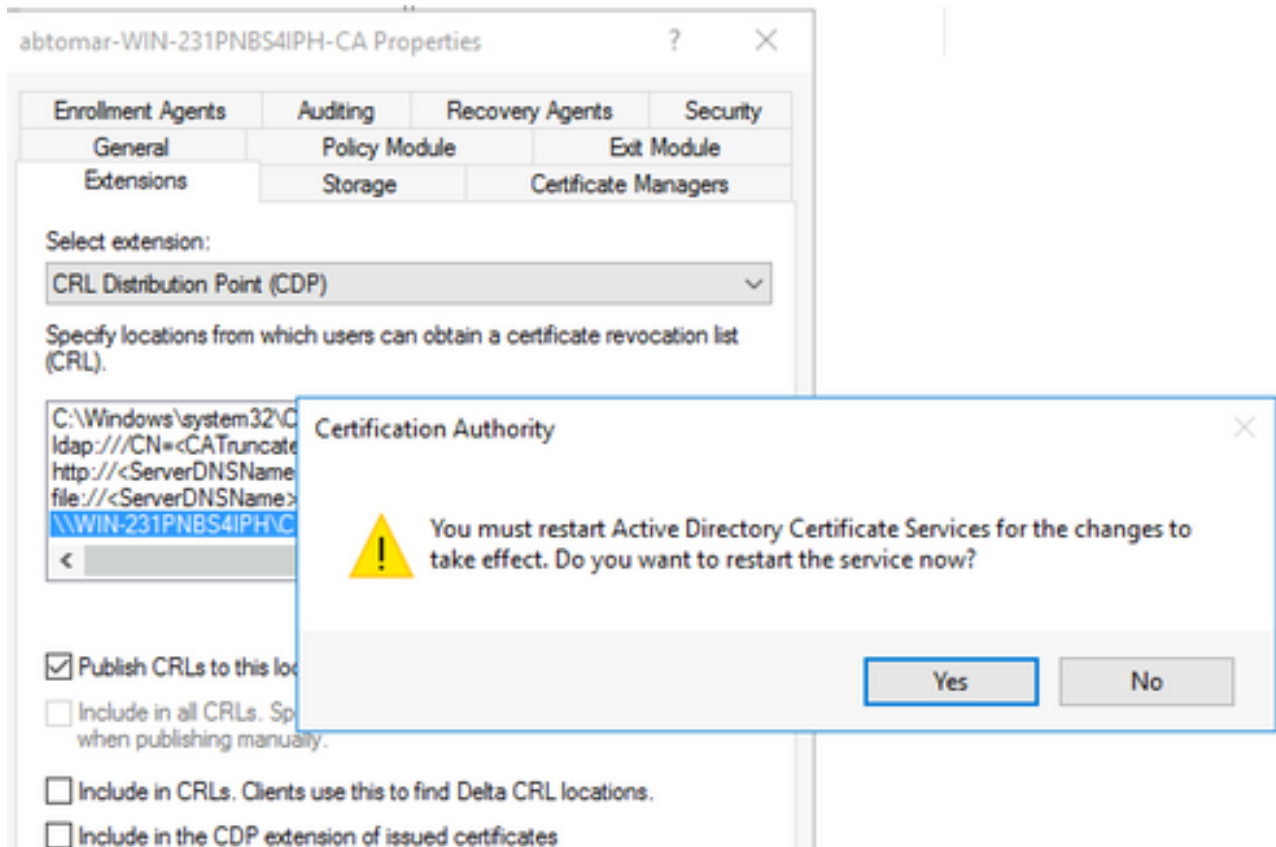 abtomar-WIN-231PNBS4IPH-CA Properties
Enrollment Agents Auditing Recovery Agents Security
General Policy Module Exit Module
Extensions Storage Certificate Managers
Select extension:
CRL Distribution Point (CDP)
Specify locations from which users can obtain a certificate revocation list
(CRL).
C:\Windows\system32\C
ldap:///CN=<CATruncate
http://<ServerDNSName
file://<ServerDNSName>
\\WIN-231PNBS4IPH\C
Certification Authority
You must restart Active Directory Certificate Services for the changes to
take effect. Do you want to restart the service now?
Yes No
Publish CRLs to this loc
Include in all CRLs. Sp
when publishing manually.
Include in CRLs. Clients use this to find Delta CRL locations.
Include in the CDP extension of issued certificates